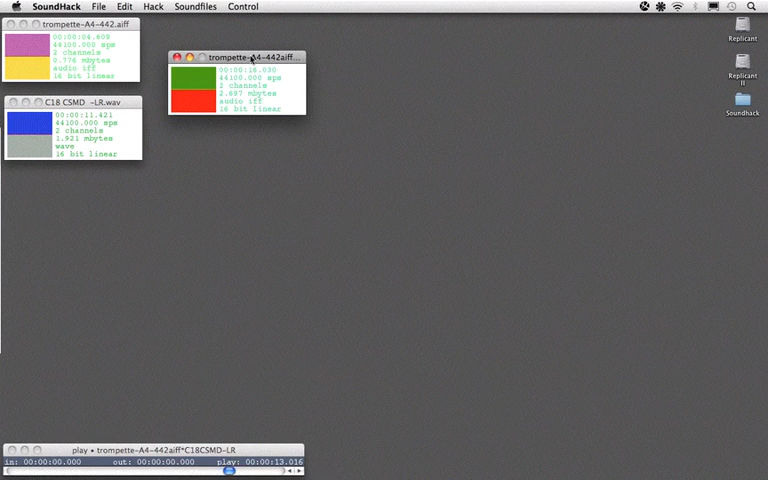 SoundHack File Edit Hack Soundfiles Control
trompette-A4-442.aiff
00:00:04.609
44100.000 sps
2 channels
0.776 mbytes
audio iff
16 bit linear
C18 CSMD -LR.wav
00:00:11.421
44100.000 sps
2 channels
1.921 mbytes
wave
16 bit linear
trompette-A4-442aiff...
00:00:16.030
44100.000 sps
2 channels
2.697 mbytes
audio iff
16 bit linear
Replicant
Replicant
II
Soundhack
play • trompette-A4-442aiff*C18CSMD-LR
in: 00:00:00.000 out: 00:00:00.000 play: 00:00:13.016